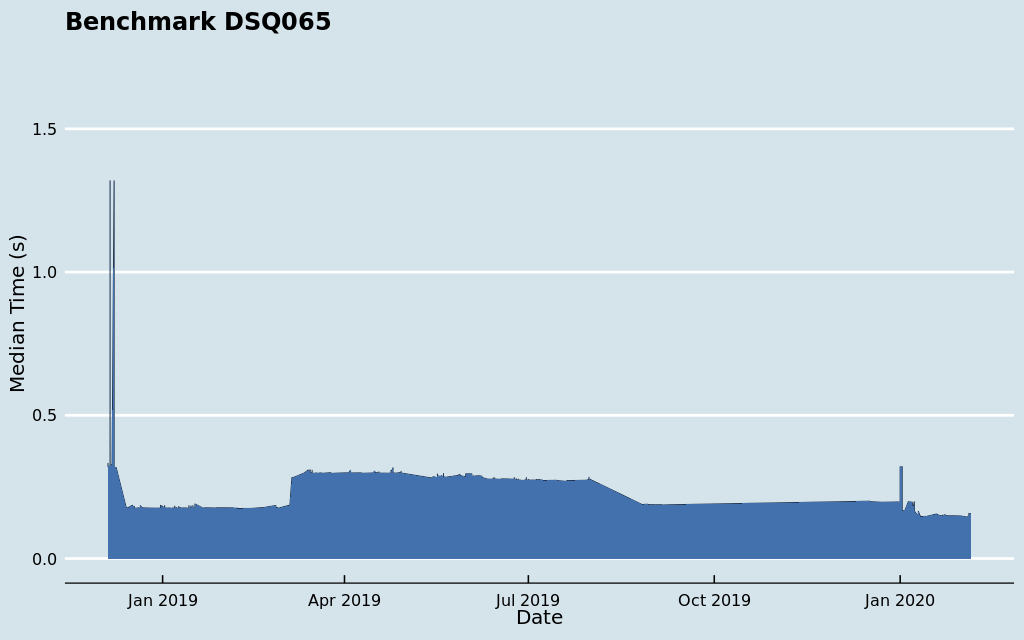 Benchmark DSQ065
Median Time (s)
1.5
1.0
0.5
0.0
Jan 2019
Apr 2019
Jul 2019
Oct 2019
Jan 2020
Date